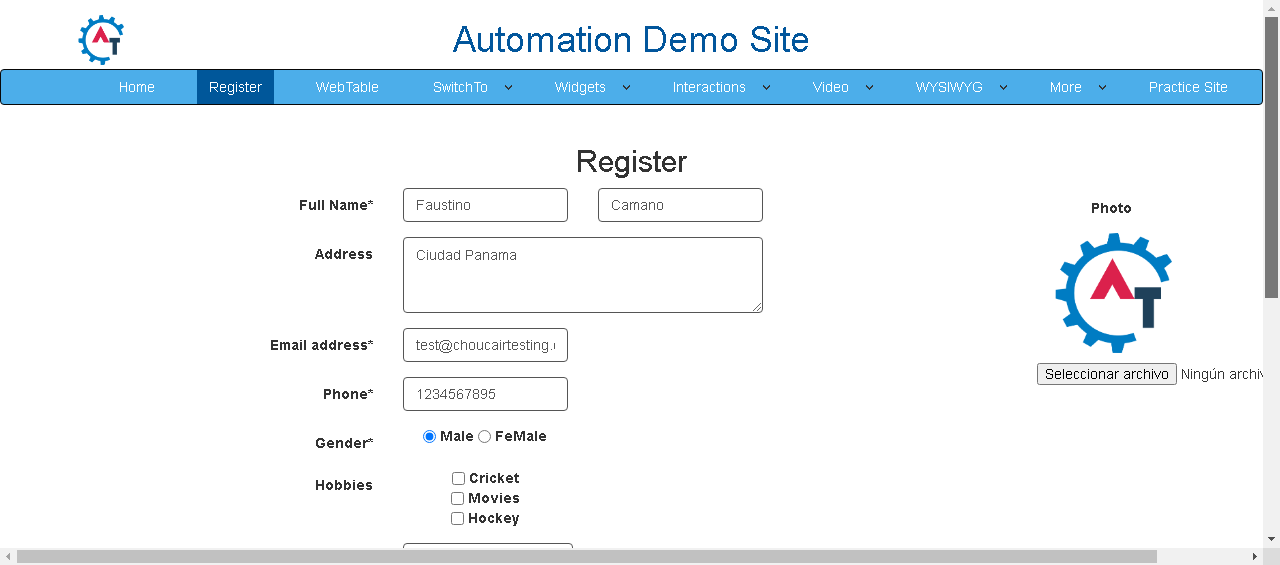 AT
Automation Demo Site
Home Register WebTable SwitchTo Widgets Interactions Video WYSIWYG More Practice Site
Register
Full Name* Faustino Camano
Photo
Address Ciudad Panama
AT
Email address* test@choucairtesting.
Phone* 1234567895
Seleccionar archivo Ningún archiv
Gender* Male FeMale
Hobbies Cricket
Movies
Hockey